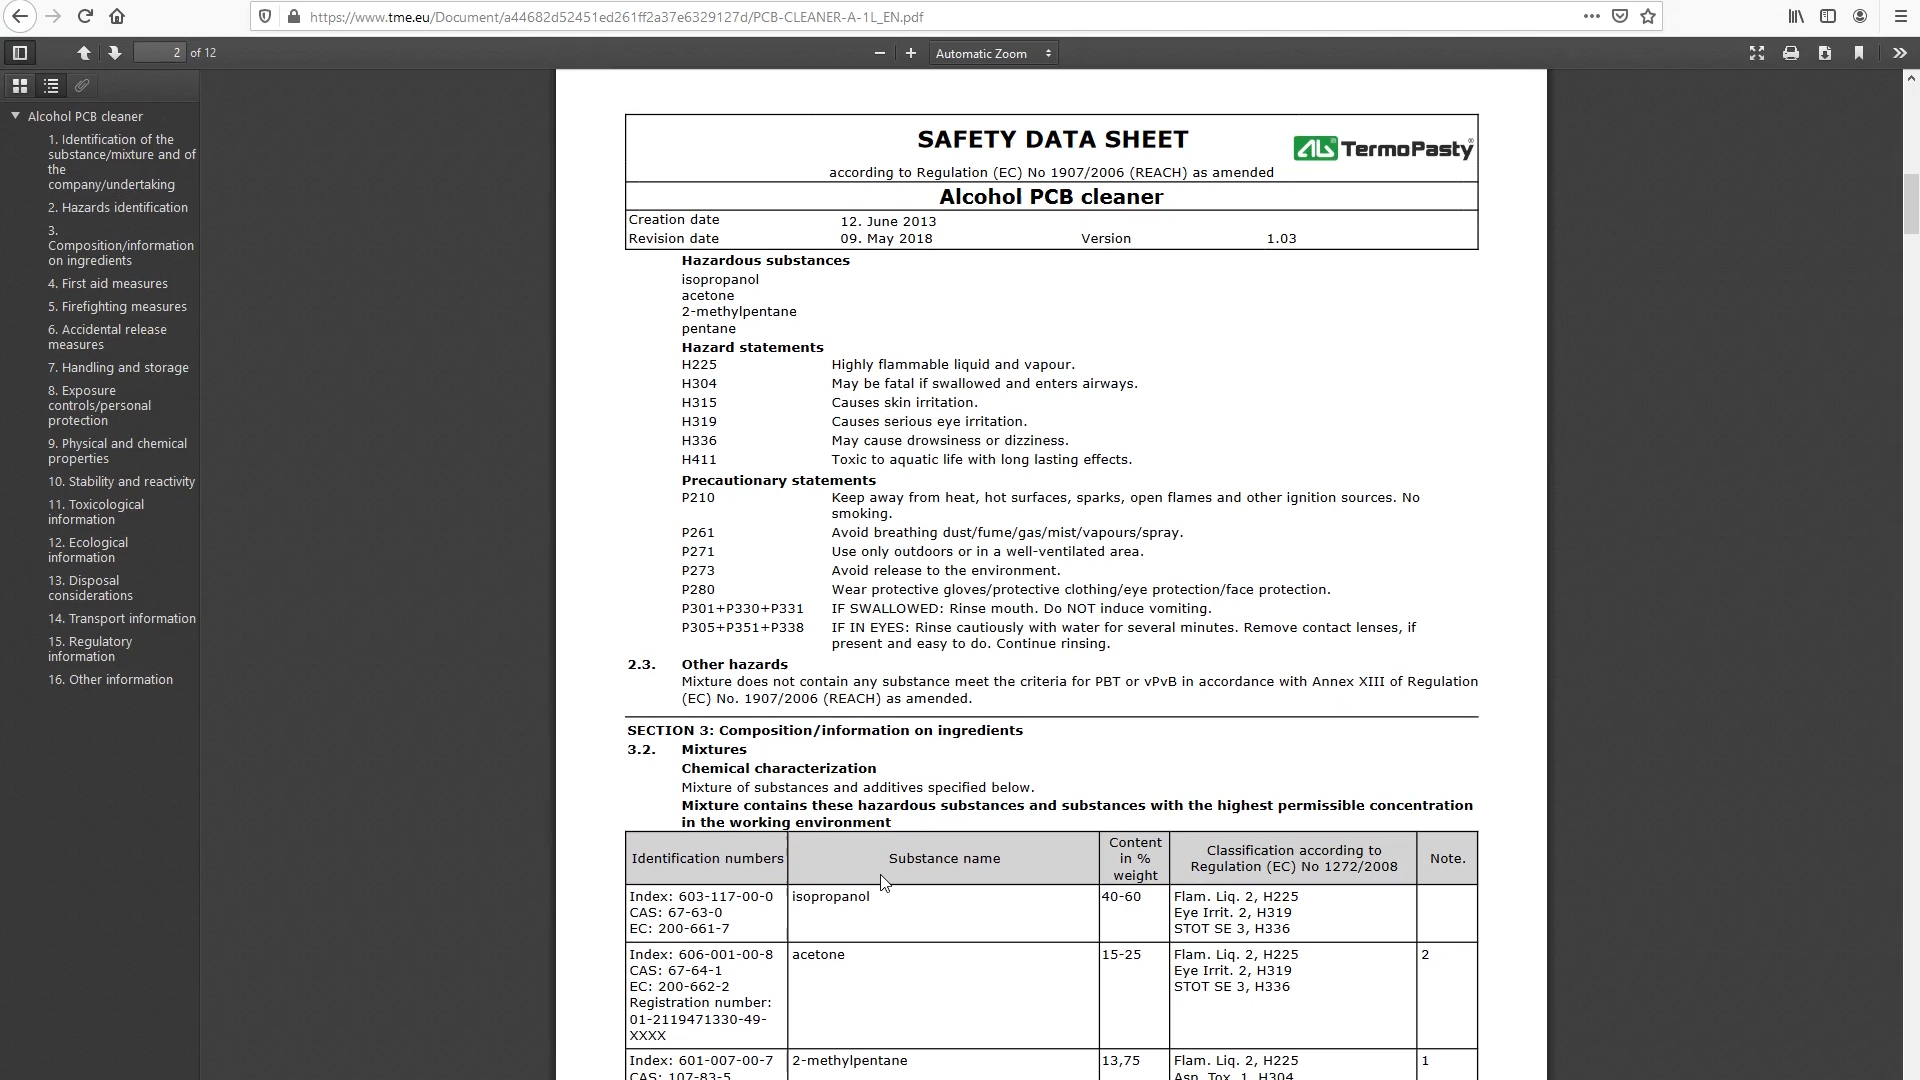 https://www.tme.eu/Document/a44682d52451ed261ff2a37e6329127d/PCB-CLEANER-A-1L_EN.pdf
2 of 12
Automatic Zoom
Alcohol PCB cleaner
1. Identification of the
substance/mixture and of
the
company/undertaking
2. Hazards identification
3.
Composition/information
on ingredients
4. First aid measures
5. Firefighting measures
6. Accidental release
measures
7. Handling and storage
8. Exposure
controls/personal
protection
9. Physical and chemical
properties
10. Stability and reactivity
11. Toxicological
information
12. Ecological
information
13. Disposal
considerations
14. Transport information
15. Regulatory
information
16. Other information
SAFETY DATA SHEET
TermoPasty®
according to Regulation (EC) No 1907/2006 (REACH) as amended
Alcohol PCB cleaner
Creation date 12. June 2013
Revision date 09. May 2018 Version 1.03
Hazardous substances
isopropanol
acetone
2-methylpentane
pentane
Hazard statements
H225 Highly flammable liquid and vapour.
H304 May be fatal if swallowed and enters airways.
H315 Causes skin irritation.
H319 Causes serious eye irritation.
H336 May cause drowsiness or dizziness.
H411 Toxic to aquatic life with long lasting effects.
Precautionary statements
P210 Keep away from heat, hot surfaces, sparks, open flames and other ignition sources. No
smoking.
P261 Avoid breathing dust/fume/gas/mist/vapours/spray.
P271 Use only outdoors or in a well-ventilated area.
P273 Avoid release to the environment.
P280 Wear protective gloves/protective clothing/eye protection/face protection.
P301+P330+P331 IF SWALLOWED: Rinse mouth. Do NOT induce vomiting.
P305+P351+P338 IF IN EYES: Rinse cautiously with water for several minutes. Remove contact lenses, if
present and easy to do. Continue rinsing.
2.3. Other hazards
Mixture does not contain any substance meet the criteria for PBT or vPvB in accordance with Annex XIII of Regulation
(EC) No. 1907/2006 (REACH) as amended.
SECTION 3: Composition/information on ingredients
3.2. Mixtures
Chemical characterization
Mixture of substances and additives specified below.
Mixture contains these hazardous substances and substances with the highest permissible concentration
in the working environment
Identification numbers Substance name Content in % weight Classification according to Regulation (EC) No 1272/2008 Note.
Index: 603-117-00-0 isopropanol 40-60 Flam. Liq. 2, H225
CAS: 67-63-0 Eye Irrit. 2, H319
EC: 200-661-7 STOT SE 3, H336
Index: 606-001-00-8 acetone 15-25 Flam. Liq. 2, H225 2
CAS: 67-64-1 Eye Irrit. 2, H319
EC: 200-662-2 STOT SE 3, H336
Registration number:
01-2119471330-49-
XXXX
Index: 601-007-00-7 2-methylpentane 13,75 Flam. Liq. 2, H225 1
CAS: 107-83-5 Asp. Tox. 1, H304